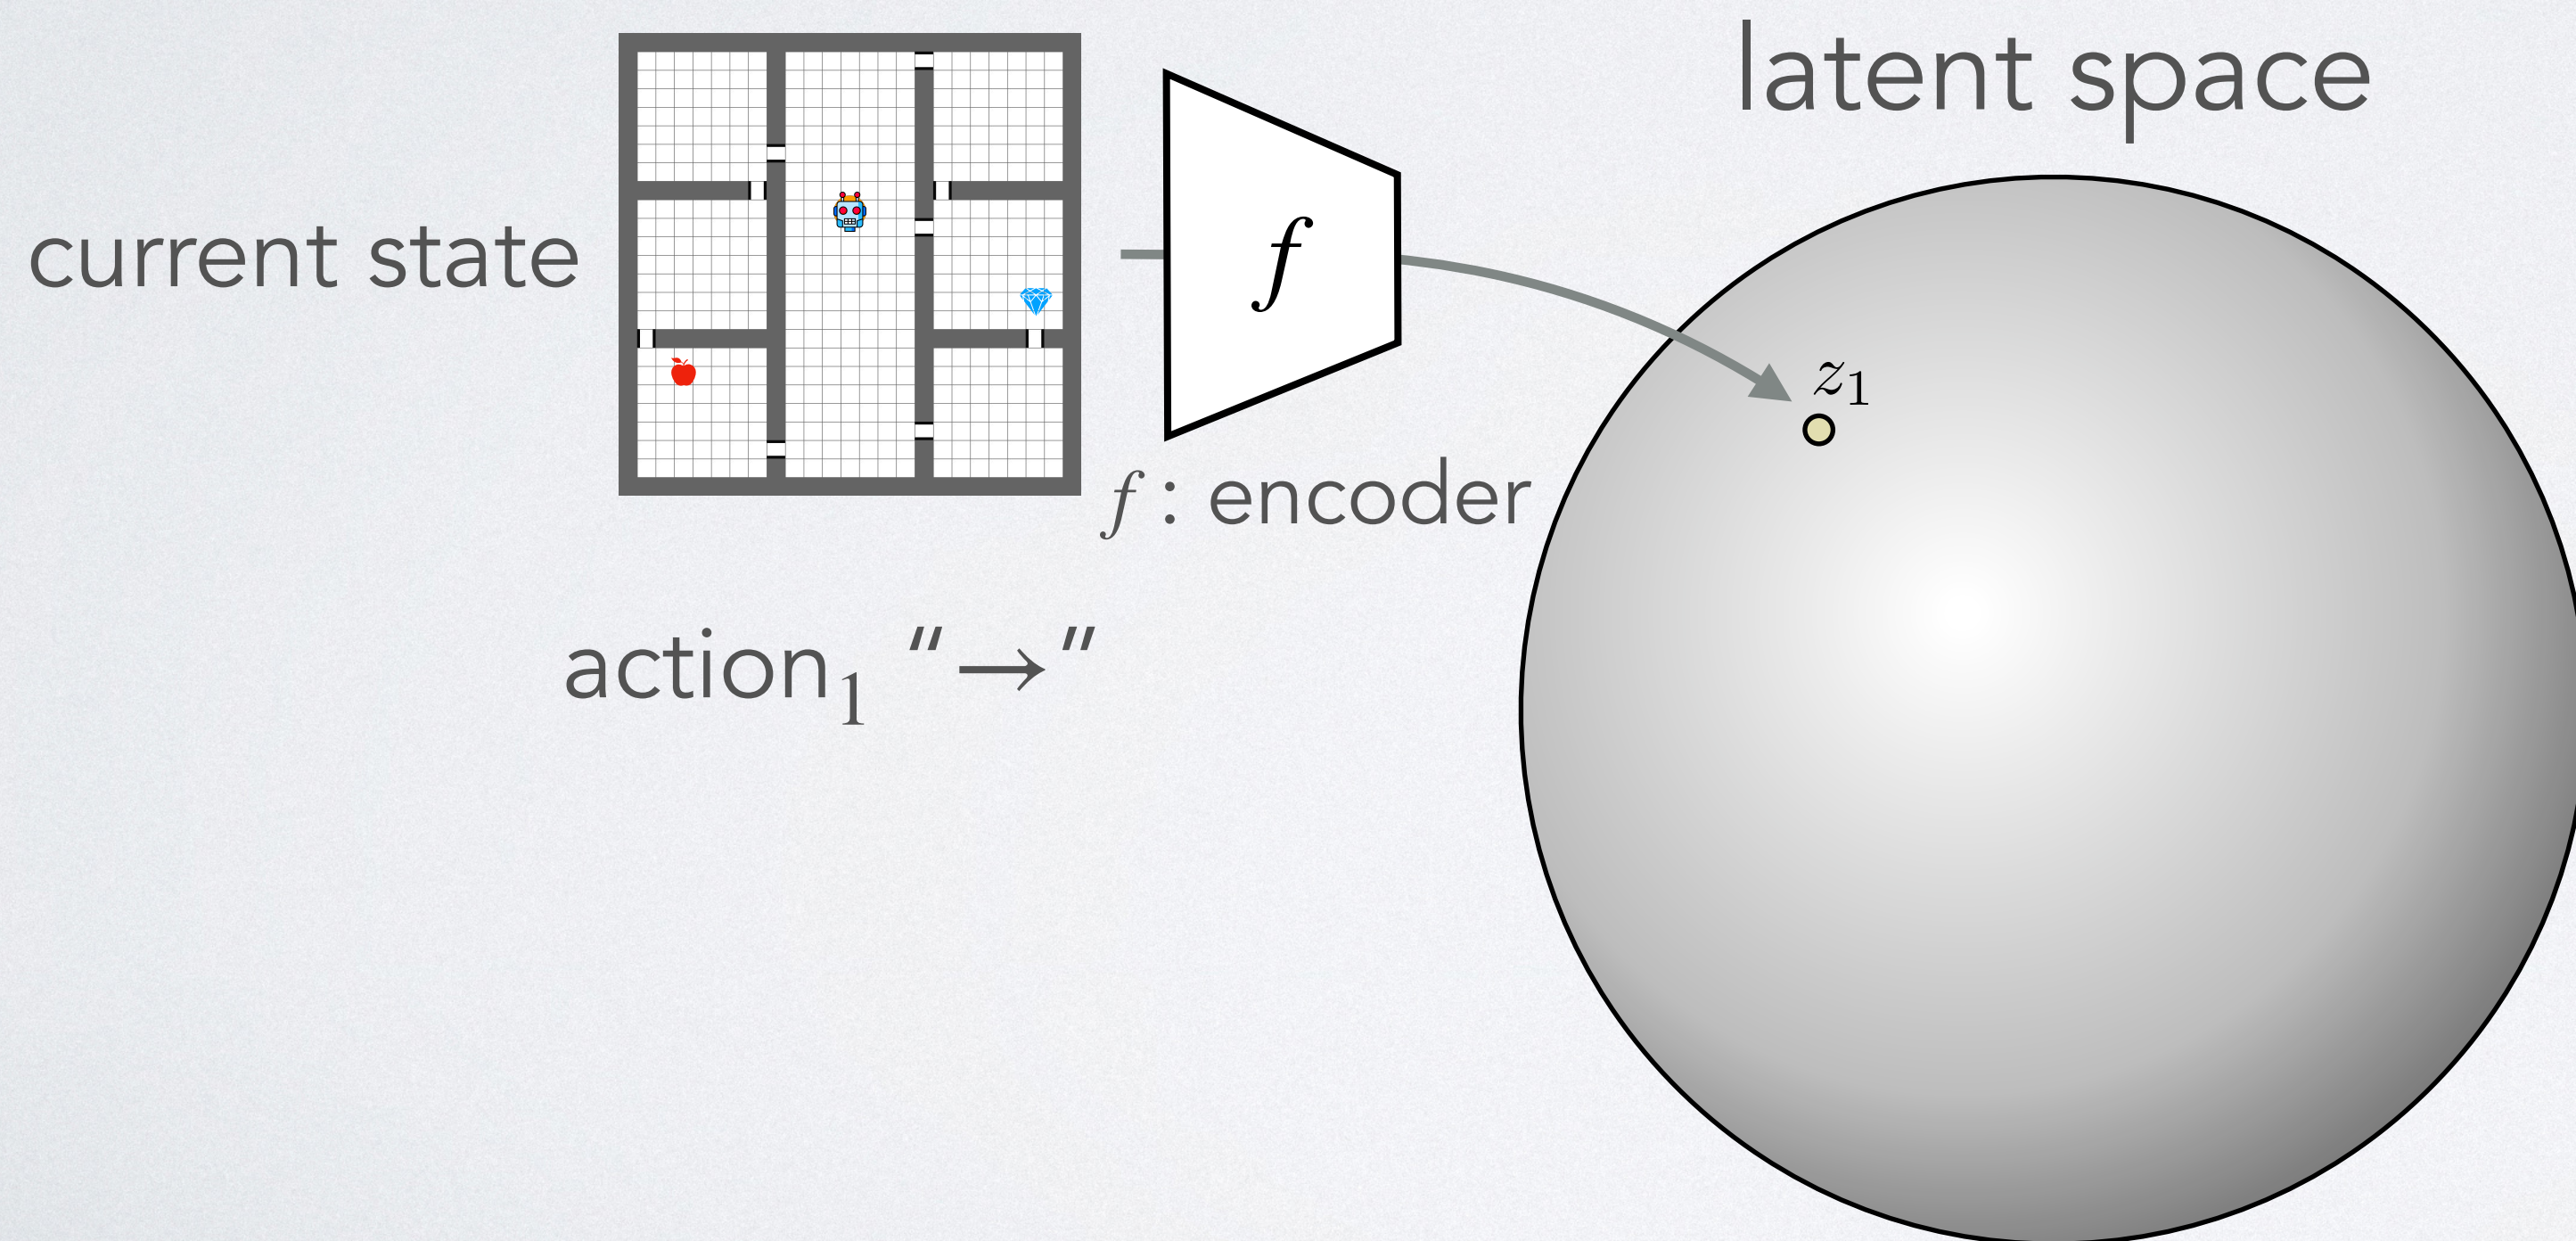 latent space
current state
f
z₁
f : encoder
action₁ "→"